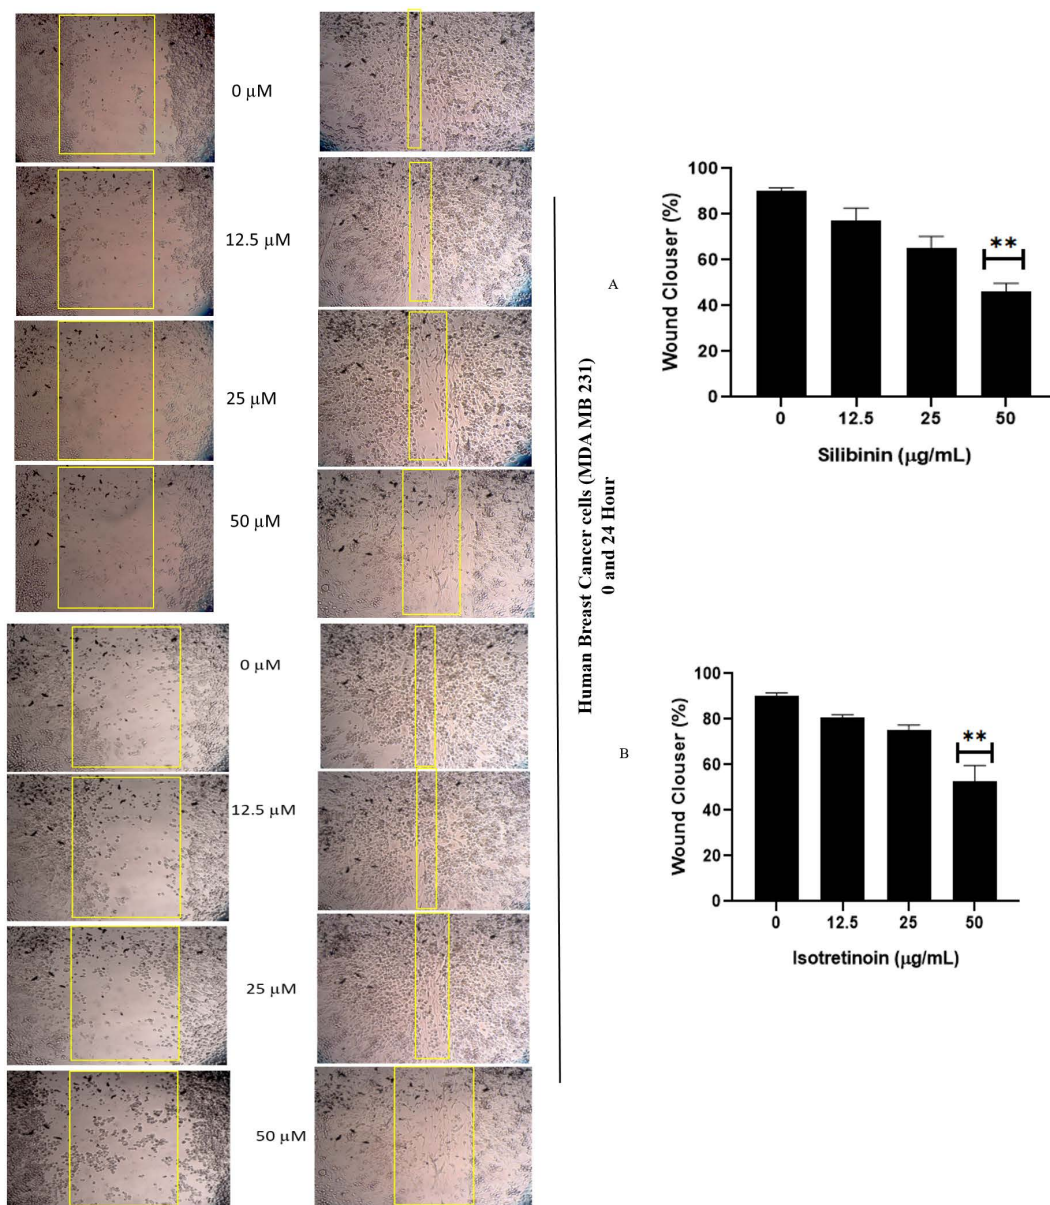 0 µM
12.5 µM
25 µM
50 µM
0 µM
12.5 µM
25 µM
50 µM
Human Breast Cancer cells (MDA MB 231)
0 and 24 Hour
A
Wound Clouser (%)
100
80
60
40
20
0
**
0 12.5 25 50
Silibinin (µg/mL)
B
Wound Clouser (%)
100
80
60
40
20
0
**
0 12.5 25 50
Isotretinoin (µg/mL)